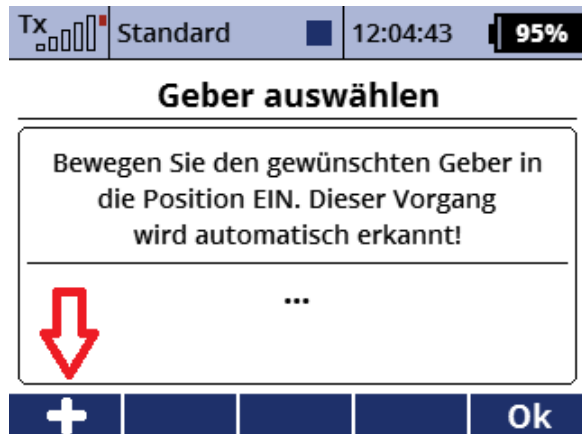 Tx Standard 12:04:43 95%
Geber auswählen
Bewegen Sie den gewünschten Geber in
die Position EIN. Dieser Vorgang
wird automatisch erkannt!
...
+ Ok